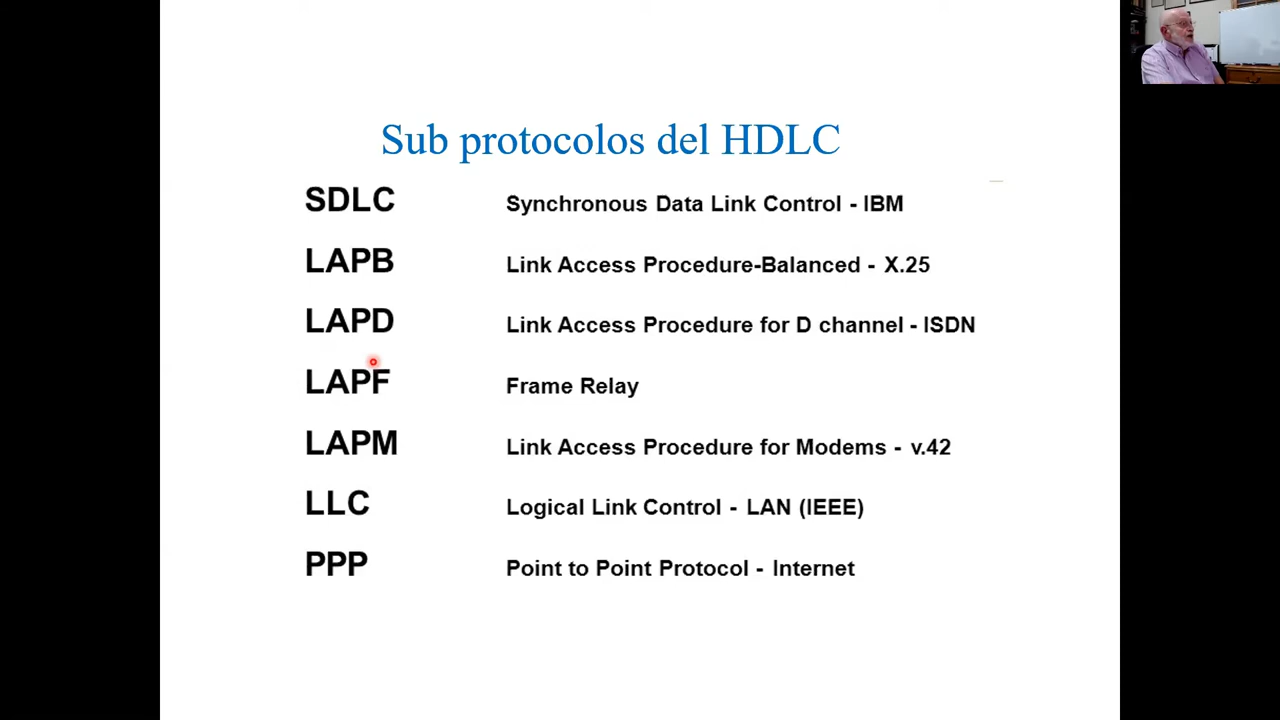 Sub protocolos del HDLC
SDLC Synchronous Data Link Control - IBM
LAPB Link Access Procedure-Balanced - X.25
LAPD Link Access Procedure for D channel - ISDN
LAPF Frame Relay
LAPM Link Access Procedure for Modems - v.42
LLC Logical Link Control - LAN (IEEE)
PPP Point to Point Protocol - Internet